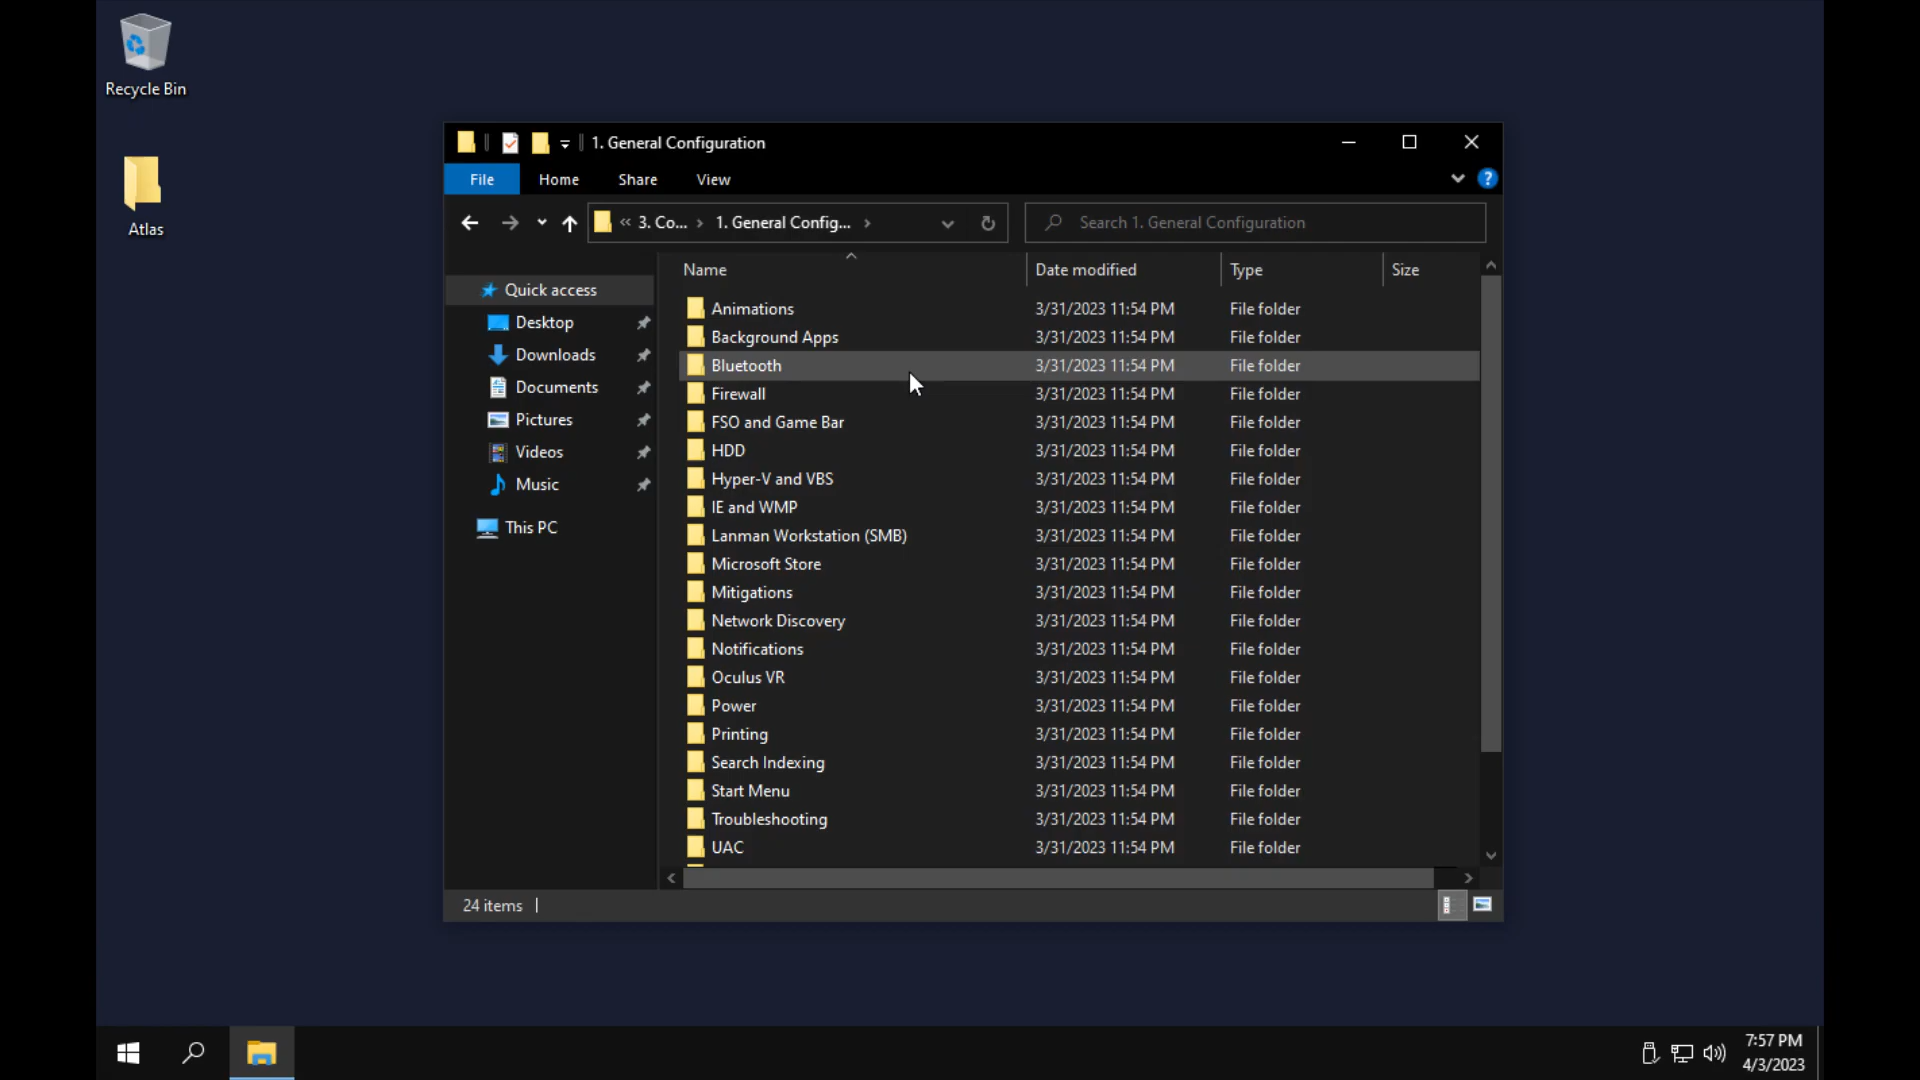 Recycle Bin
Atlas
1. General Configuration
File Home Share View
?
« 3. Co... › 1. General Config... ›
Search 1. General Configuration
Name Date modified Type Size
Quick access
Desktop
Downloads
Documents
Pictures
Videos
Music
This PC
Animations 3/31/2023 11:54 PM File folder
Background Apps 3/31/2023 11:54 PM File folder
Bluetooth 3/31/2023 11:54 PM File folder
Firewall 3/31/2023 11:54 PM File folder
FSO and Game Bar 3/31/2023 11:54 PM File folder
HDD 3/31/2023 11:54 PM File folder
Hyper-V and VBS 3/31/2023 11:54 PM File folder
IE and WMP 3/31/2023 11:54 PM File folder
Lanman Workstation (SMB) 3/31/2023 11:54 PM File folder
Microsoft Store 3/31/2023 11:54 PM File folder
Mitigations 3/31/2023 11:54 PM File folder
Network Discovery 3/31/2023 11:54 PM File folder
Notifications 3/31/2023 11:54 PM File folder
Oculus VR 3/31/2023 11:54 PM File folder
Power 3/31/2023 11:54 PM File folder
Printing 3/31/2023 11:54 PM File folder
Search Indexing 3/31/2023 11:54 PM File folder
Start Menu 3/31/2023 11:54 PM File folder
Troubleshooting 3/31/2023 11:54 PM File folder
UAC 3/31/2023 11:54 PM File folder
24 items
7:57 PM
4/3/2023